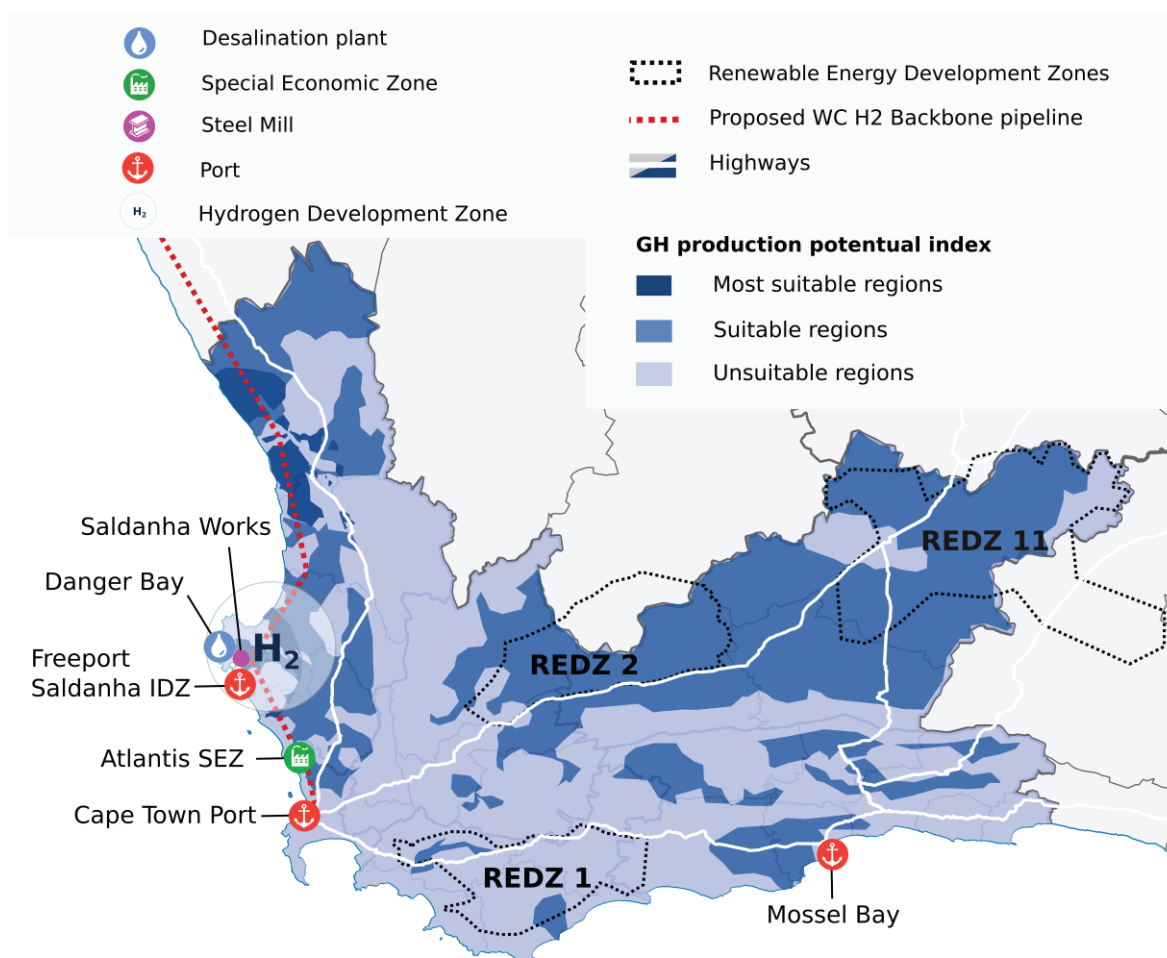 Desalination plant
Special Economic Zone
Steel Mill
Port
H2
Hydrogen Development Zone
Renewable Energy Development Zones
Proposed WC H2 Backbone pipeline
Highways
GH production potentual index
Most suitable regions
Suitable regions
Unsuitable regions
Saldanha Works
Danger Bay
Freeport
Saldanha IDZ
H2
Atlantis SEZ
Cape Town Port
REDZ 11
REDZ 2
REDZ 1
Mossel Bay